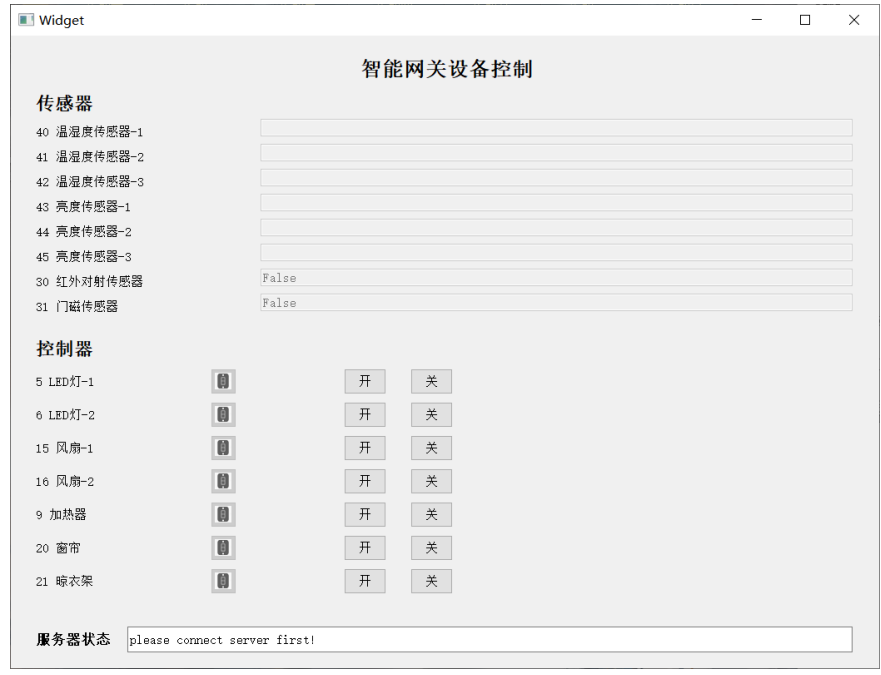 Widget
智能网关设备控制
传感器
40 温湿度传感器-1
41 温湿度传感器-2
42 温湿度传感器-3
43 亮度传感器-1
44 亮度传感器-2
45 亮度传感器-3
30 红外对射传感器 False
31 门磁传感器 False
控制器
5 LED灯-1 开 关
6 LED灯-2 开 关
15 风扇-1 开 关
16 风扇-2 开 关
9 加热器 开 关
20 窗帘 开 关
21 晾衣架 开 关
服务器状态 please connect server first!